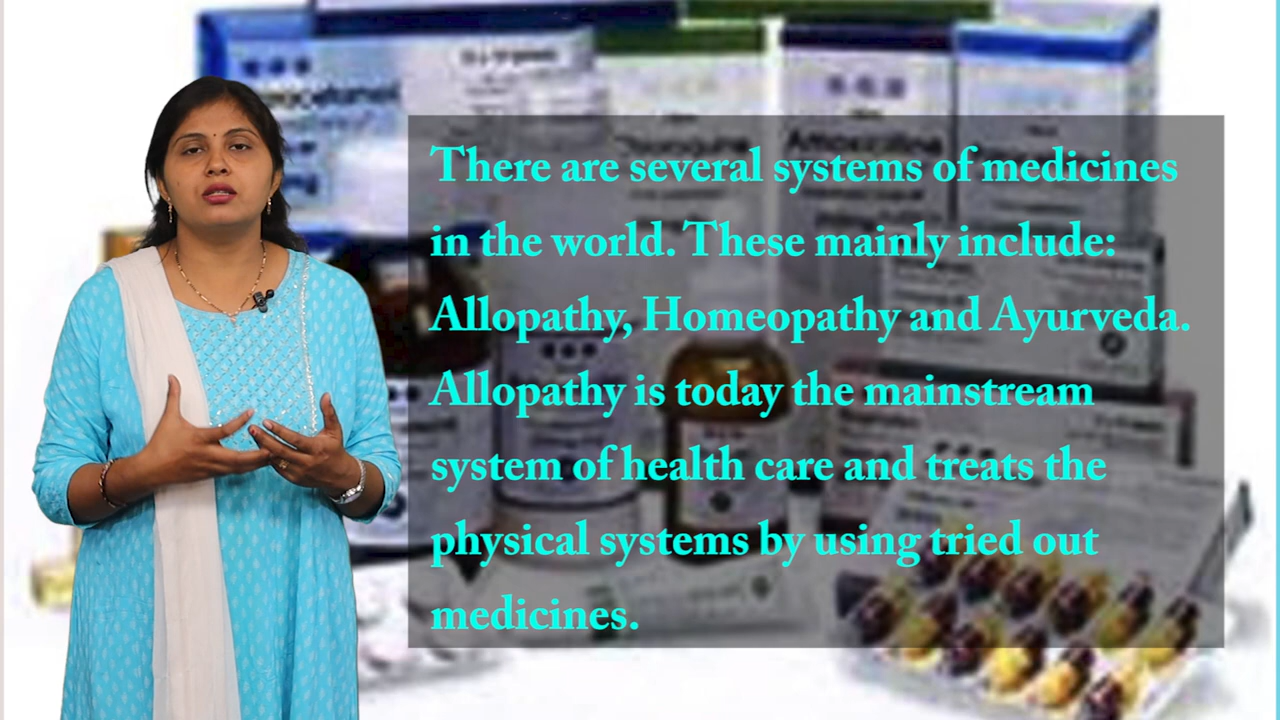 There are several systems of medicines
in the world. These mainly include:
Allopathy, Homeopathy and Ayurveda.
Allopathy is today the mainstream
system of health care and treats the
physical systems by using tried out
medicines.